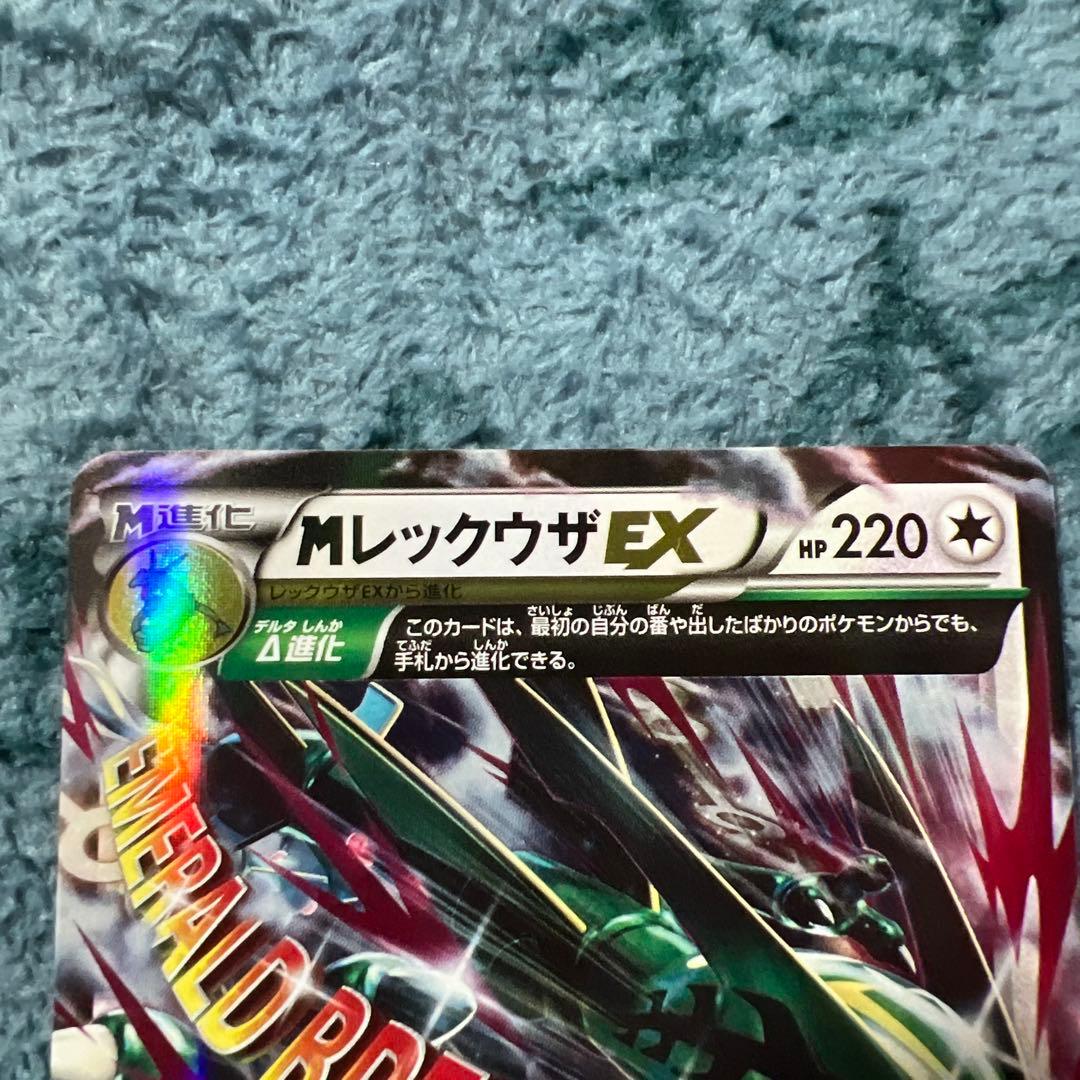 M進化
MレックウザEX
HP 220
レックウザEXから進化
デルタ しんか
Δ進化
さいしょ じぶん ばん だ
このカードは、最初の自分の番や出したばかりのポケモンからでも、
てふだ しんか
手札から進化できる。
EMERALD